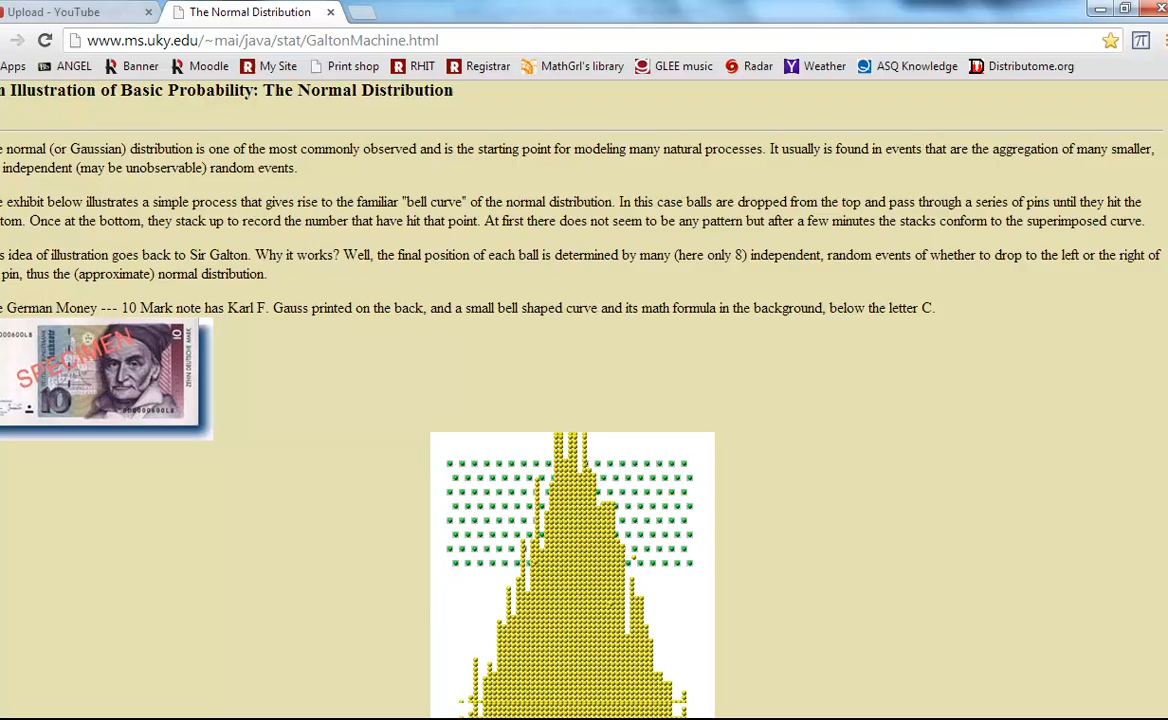 Upload - YouTube
The Normal Distribution
www.ms.uky.edu/~mai/java/stat/GaltonMachine.html
Apps ANGEL Banner Moodle My Site Print shop RHIT Registrar MathGrl's library GLEE music Radar Weather ASQ Knowledge Distributome.org
n Illustration of Basic Probability: The Normal Distribution
e normal (or Gaussian) distribution is one of the most commonly observed and is the starting point for modeling many natural processes. It usually is found in events that are the aggregation of many smaller,
independent (may be unobservable) random events.
e exhibit below illustrates a simple process that gives rise to the familiar "bell curve" of the normal distribution. In this case balls are dropped from the top and pass through a series of pins until they hit the
tom. Once at the bottom, they stack up to record the number that have hit that point. At first there does not seem to be any pattern but after a few minutes the stacks conform to the superimposed curve.
s idea of illustration goes back to Sir Galton. Why it works? Well, the final position of each ball is determined by many (here only 8) independent, random events of whether to drop to the left or the right of
pin, thus the (approximate) normal distribution.
e German Money --- 10 Mark note has Karl F. Gauss printed on the back, and a small bell shaped curve and its math formula in the background, below the letter C.
SPECIMEN
10
10
ZEHN DEUTSCHE MARK